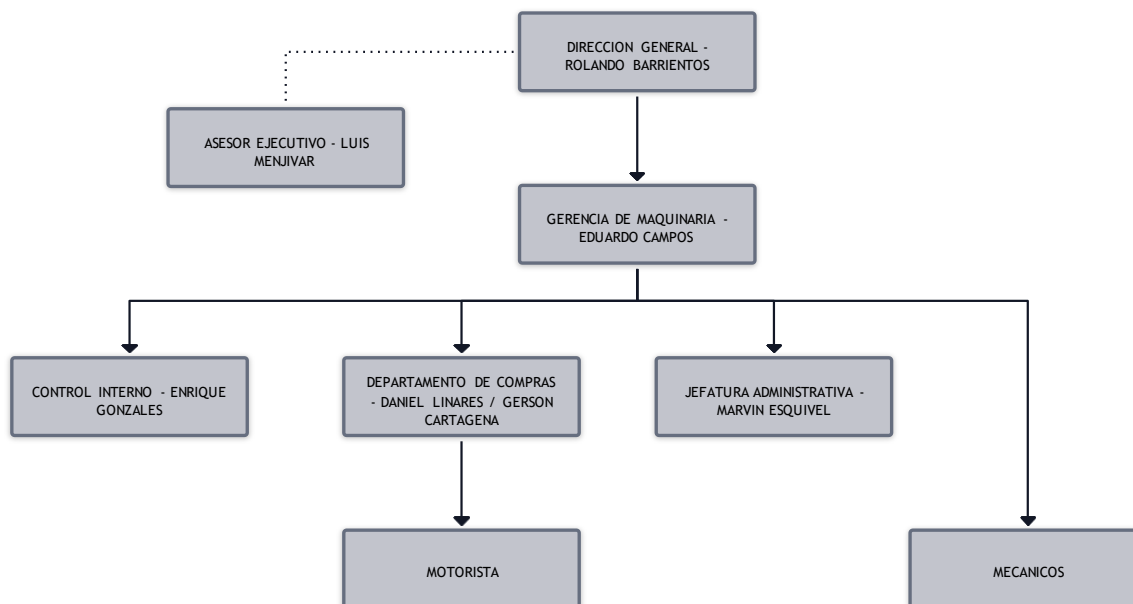 DIRECCION GENERAL -
ROLANDO BARRIENTOS
ASESOR EJECUTIVO - LUIS
MENJIVAR
GERENCIA DE MAQUINARIA -
EDUARDO CAMPOS
CONTROL INTERNO - ENRIQUE
GONZALES
DEPARTAMENTO DE COMPRAS
- DANIEL LINARES / GERSON
CARTAGENA
JEFATURA ADMINISTRATIVA -
MARVIN ESQUIVEL
MOTORISTA
MECANICOS